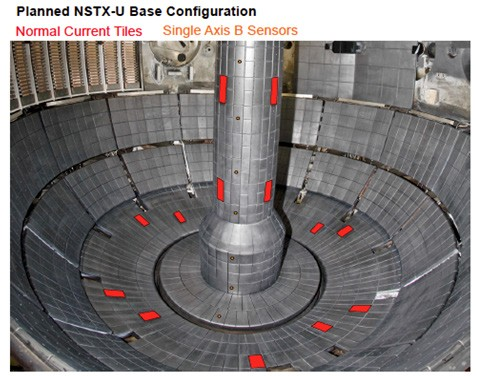 Planned NSTX-U Base Configuration
Normal Current Tiles Single Axis B Sensors